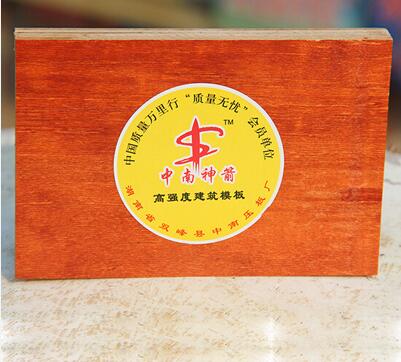 中国质量万里行“质量无忧”会员单位
TM
中南神箭
高强度建筑模板
湖南省双峰县中南压板厂